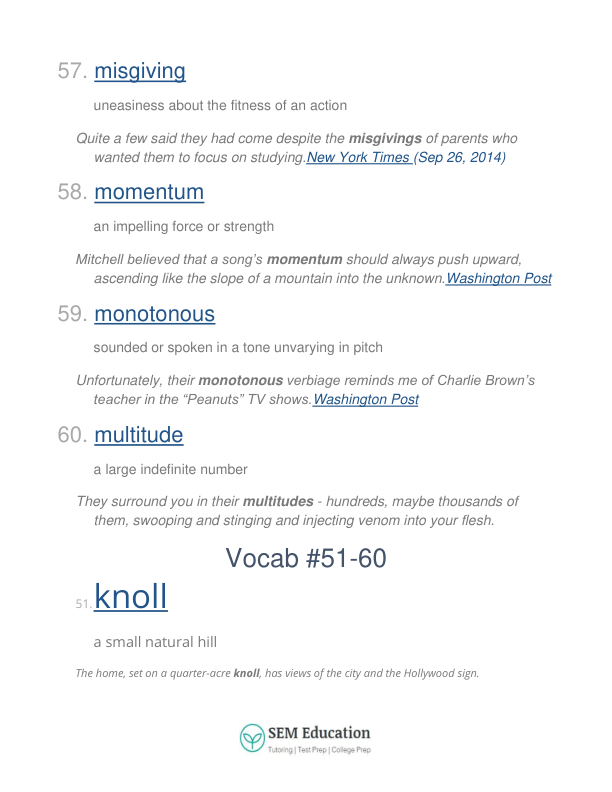 57. misgiving
uneasiness about the fitness of an action
Quite a few said they had come despite the misgivings of parents who
wanted them to focus on studying.New York Times (Sep 26, 2014)
58. momentum
an impelling force or strength
Mitchell believed that a song’s momentum should always push upward,
ascending like the slope of a mountain into the unknown.Washington Post
59. monotonous
sounded or spoken in a tone unvarying in pitch
Unfortunately, their monotonous verbiage reminds me of Charlie Brown’s
teacher in the “Peanuts” TV shows.Washington Post
60. multitude
a large indefinite number
They surround you in their multitudes - hundreds, maybe thousands of
them, swooping and stinging and injecting venom into your flesh.
Vocab #51-60
51. knoll
a small natural hill
The home, set on a quarter-acre knoll, has views of the city and the Hollywood sign.
SEM Education
Tutoring | Test Prep | College Prep